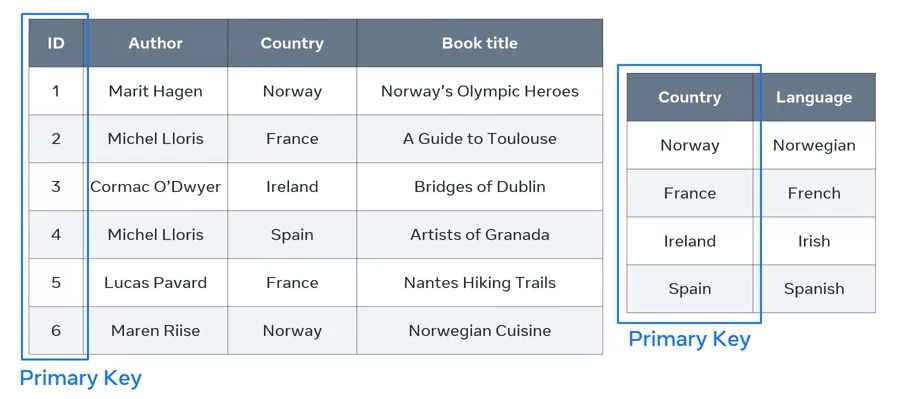 ID Author Country Book title
1 Marit Hagen Norway Norway’s Olympic Heroes
2 Michel Lloris France A Guide to Toulouse
3 Cormac O’Dwyer Ireland Bridges of Dublin
4 Michel Lloris Spain Artists of Granada
5 Lucas Pavard France Nantes Hiking Trails
6 Maren Riise Norway Norwegian Cuisine
Primary Key
Country Language
Norway Norwegian
France French
Ireland Irish
Spain Spanish
Primary Key